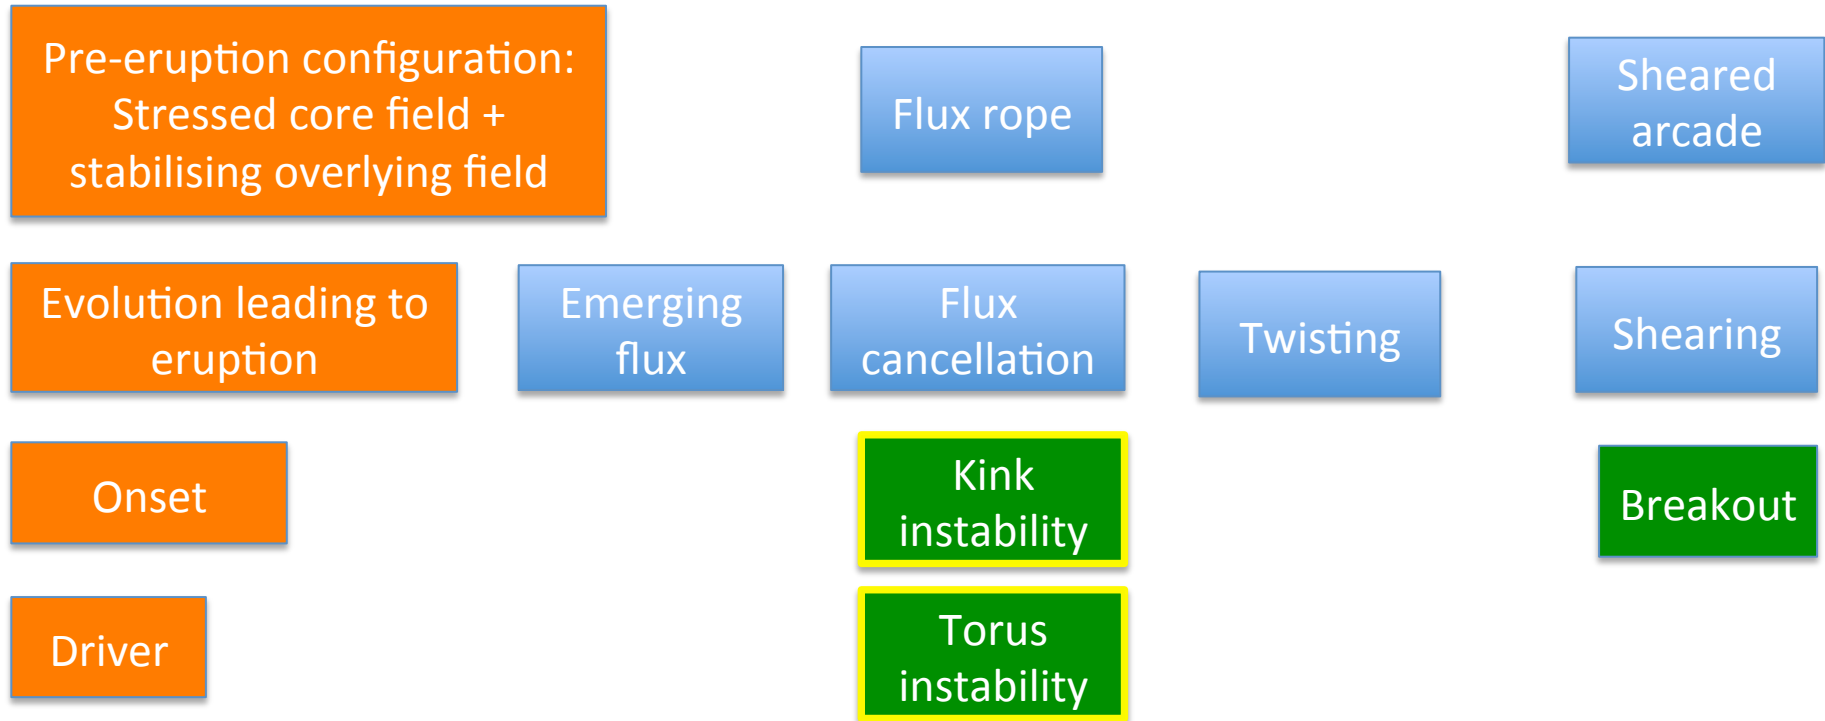 Pre-eruption configuration:
Stressed core field +
stabilising overlying field
Flux rope
Sheared
arcade
Evolution leading to
eruption
Emerging
flux
Flux
cancellation
Twisting
Shearing
Onset
Kink
instability
Breakout
Driver
Torus
instability